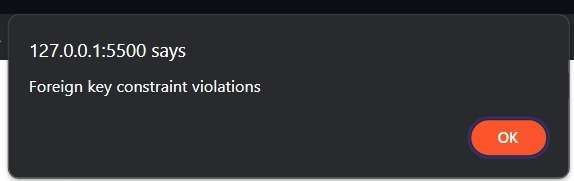 127.0.0.1:5500 says
Foreign key constraint violations
OK